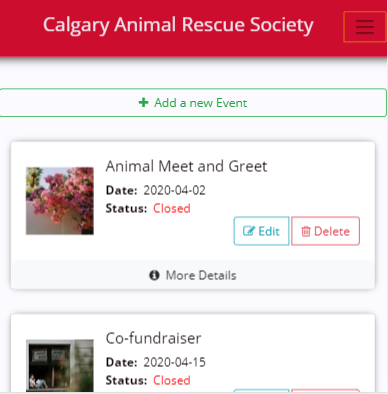 Calgary Animal Rescue Society
Add a new Event
Animal Meet and Greet
Date: 2020-04-02
Status: Closed
Edit Delete
More Details
Co-fundraiser
Date: 2020-04-15
Status: Closed